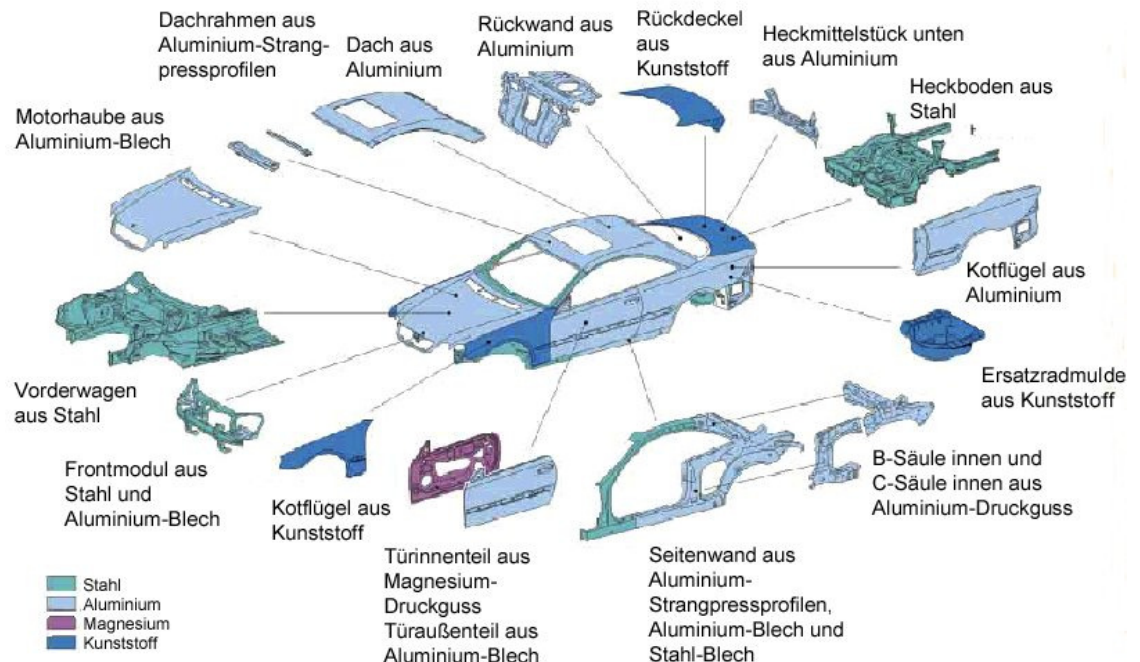 Dachrahmen aus
Aluminium-Strang-
pressprofilen
Dach aus
Aluminium
Rückwand aus
Aluminium
Rückdeckel
aus
Kunststoff
Heckmittelstück unten
aus Aluminium
Heckboden aus
Stahl
Motorhaube aus
Aluminium-Blech
Kotflügel aus
Aluminium
Ersatzradmulde
aus Kunststoff
Vorderwagen
aus Stahl
Frontmodul aus
Stahl und
Aluminium-Blech
Kotflügel aus
Kunststoff
Türinnenteil aus
Magnesium-
Druckguss
Türaußenteil aus
Aluminium-Blech
Seitenwand aus
Aluminium-
Strangpressprofilen,
Aluminium-Blech und
Stahl-Blech
B-Säule innen und
C-Säule innen aus
Aluminium-Druckguss
Stahl
Aluminium
Magnesium
Kunststoff